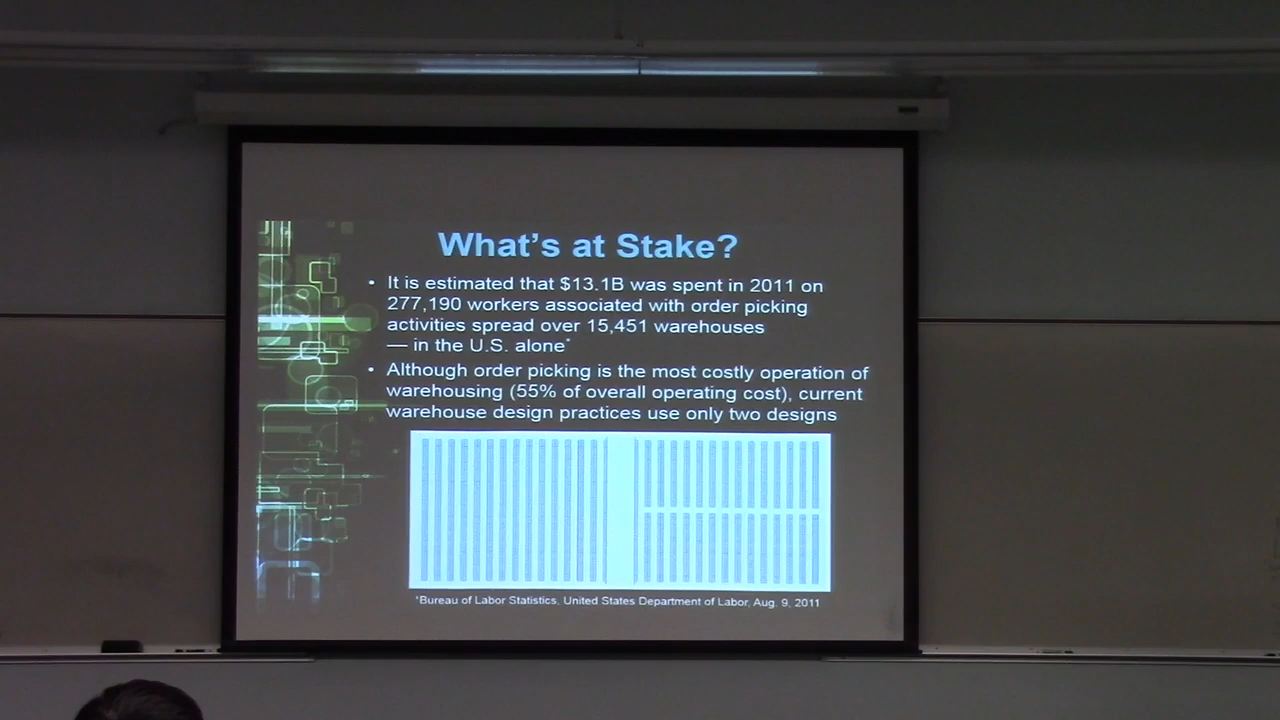 What's at Stake?
• It is estimated that $13.1B was spent in 2011 on
277,190 workers associated with order picking
activities spread over 15,451 warehouses
— in the U.S. alone*
• Although order picking is the most costly operation of
warehousing (55% of overall operating cost), current
warehouse design practices use only two designs
*Bureau of Labor Statistics, United States Department of Labor, Aug. 9, 2011